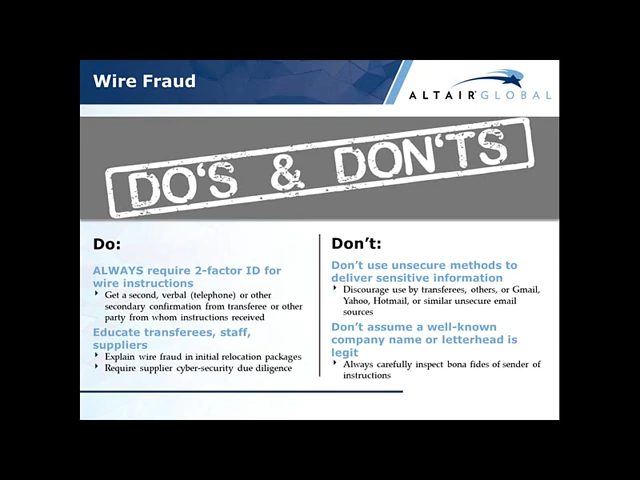 Wire Fraud
ALTAIR GLOBAL
DO'S & DON'TS
Do:
ALWAYS require 2-factor ID for
wire instructions
Get a second, verbal (telephone) or other
secondary confirmation from transferee or other
party from whom instructions received
Educate transferees, staff,
suppliers
Explain wire fraud in initial relocation packages
Require supplier cyber-security due diligence
Don't:
Don't use unsecure methods to
deliver sensitive information
Discourage use by transferees, others, or Gmail,
Yahoo, Hotmail, or similar unsecure email
sources
Don't assume a well-known
company name or letterhead is
legit
Always carefully inspect bona fides of sender of
instructions